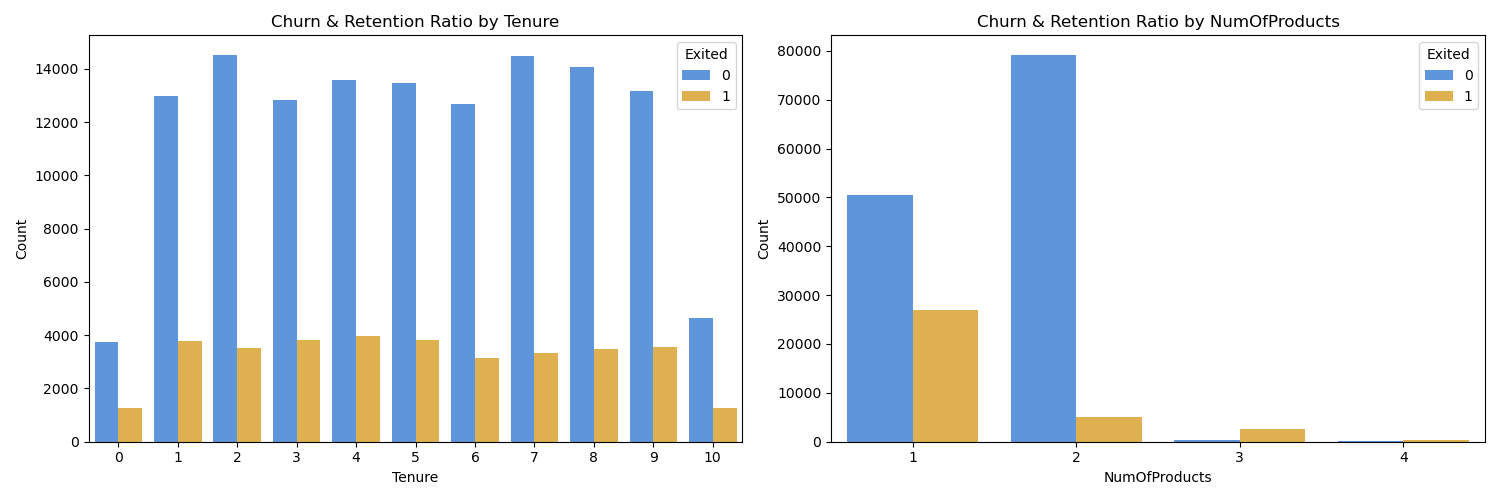 Churn & Retention Ratio by Tenure
Count
14000
12000
10000
8000
6000
4000
2000
0
0 1 2 3 4 5 6 7 8 9 10
Tenure
Exited
0
1
Churn & Retention Ratio by NumOfProducts
Count
80000
70000
60000
50000
40000
30000
20000
10000
0
1 2 3 4
NumOfProducts
Exited
0
1